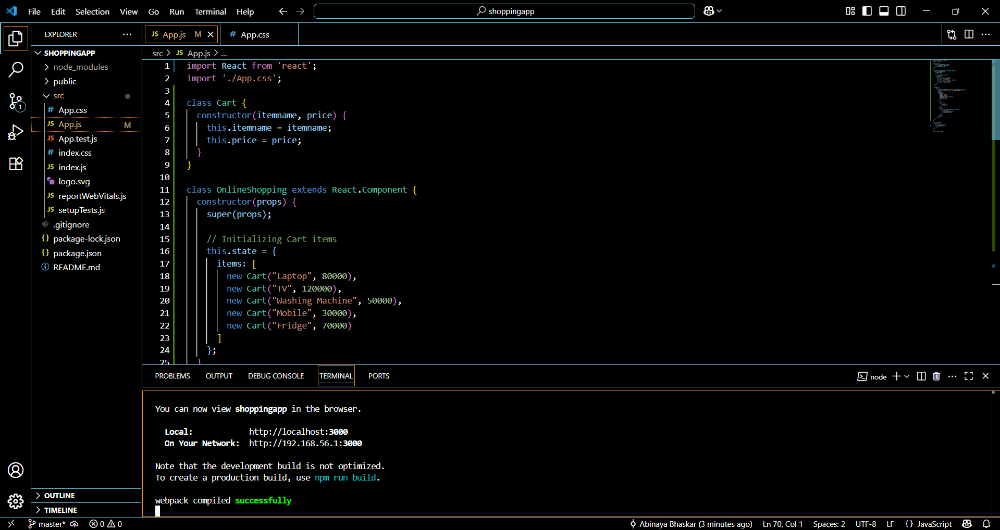 File Edit Selection View Go Run Terminal Help
shoppingapp
EXPLORER
SHOPPINGAPP
node_modules
public
src
# App.css
JS App.js M
JS App.test.js
# index.css
JS index.js
logo.svg
JS reportWebVitals.js
JS setupTests.js
.gitignore
{} package-lock.json
{} package.json
README.md
OUTLINE
TIMELINE
1
JS App.js M
# App.css
src > JS App.js > ...
1 import React from 'react';
2 import './App.css';
3
4 class Cart {
5 constructor(itemname, price) {
6 this.itemname = itemname;
7 this.price = price;
8 }
9 }
10
11 class OnlineShopping extends React.Component {
12 constructor(props) {
13 super(props);
14
15 // Initializing Cart items
16 this.state = {
17 items: [
18 new Cart("Laptop", 80000),
19 new Cart("TV", 120000),
20 new Cart("Washing Machine", 50000),
21 new Cart("Mobile", 30000),
22 new Cart("Fridge", 70000)
23 ]
24 };
25 }
PROBLEMS OUTPUT DEBUG CONSOLE TERMINAL PORTS
node
You can now view shoppingapp in the browser.
Local: http://localhost:3000
On Your Network: http://192.168.56.1:3000
Note that the development build is not optimized.
To create a production build, use npm run build.
webpack compiled successfully
master* 0 0 Abinaya Bhaskar (3 minutes ago) Ln 70, Col 1 Spaces: 2 UTF-8 LF {} JavaScript